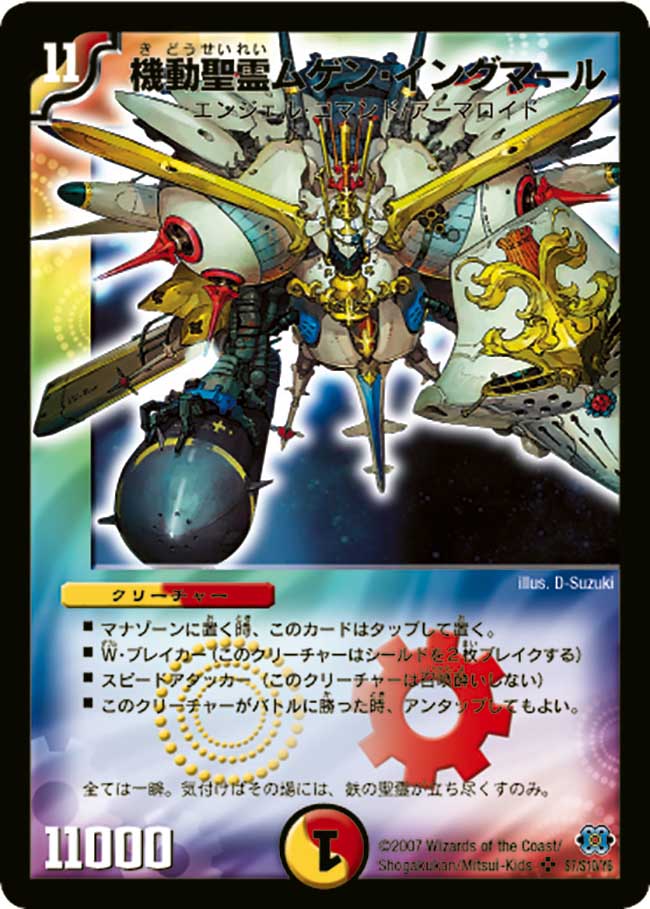 11
きどうせいれい
機動聖霊ムゲン・イングマール
エンジェル・コマンド/アーマロイド
illus. D-Suzuki
クリーチャー
■ マナゾーンに置く時、このカードはタップして置く。
■ W・ブレイカー(このクリーチャーはシールドを2枚ブレイクする)
■ スピードアタッカー(このクリーチャーは召喚酔いしない)
■ このクリーチャーがバトルに勝った時、アンタップしてもよい。
全ては一瞬。気付けばその場には、鉄の聖霊が立ち尽くすのみ。
11000
1
©2007 Wizards of the Coast/
Shogakukan/Mitsui-Kids S7/S10/Y6